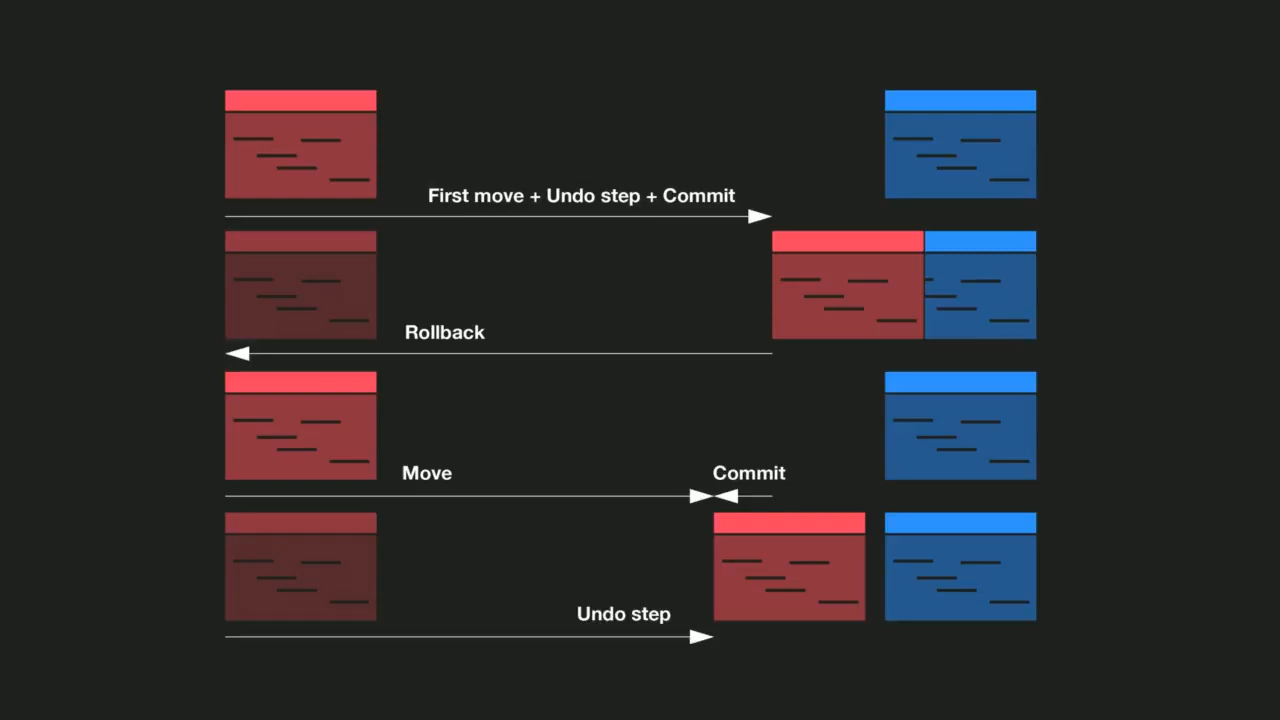 First move + Undo step + Commit
Rollback
Move
Commit
Undo step